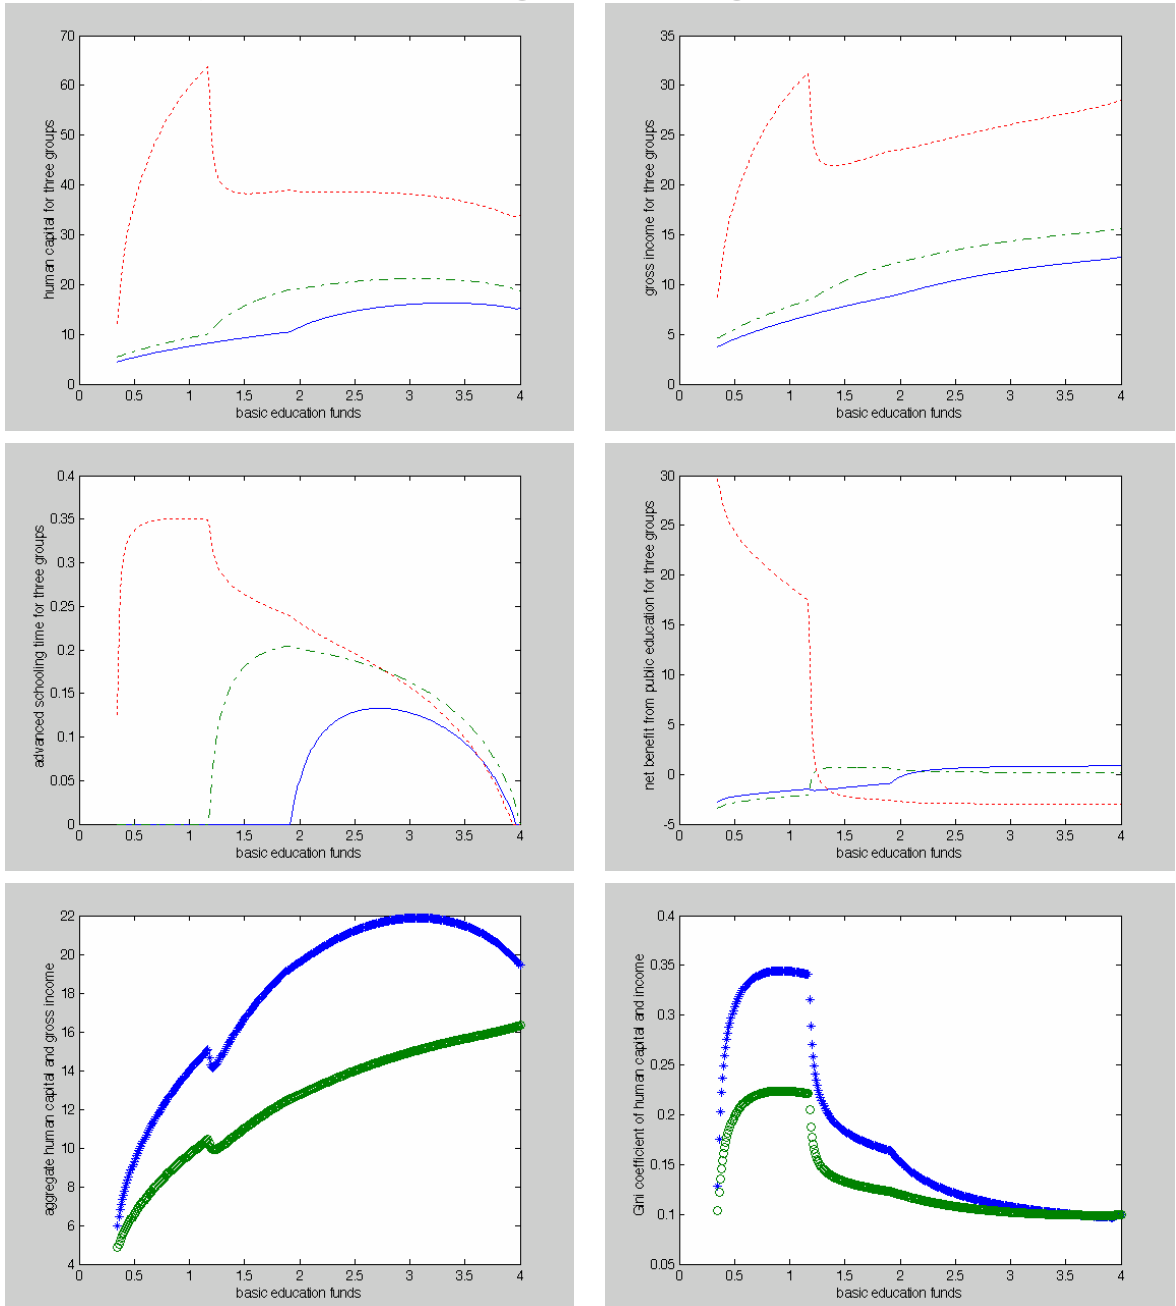 70
60
50
40
30
20
10
0
human capital for three groups
0 0.5 1 1.5 2 2.5 3 3.5 4
basic education funds
35
30
25
20
15
10
5
0
gross income for three groups
0 0.5 1 1.5 2 2.5 3 3.5 4
basic education funds
0.4
0.35
0.3
0.25
0.2
0.15
0.1
0.05
0
advanced schooling time for three groups
0 0.5 1 1.5 2 2.5 3 3.5 4
basic education funds
30
25
20
15
10
5
0
-5
net benefit from public education for three groups
0 0.5 1 1.5 2 2.5 3 3.5 4
basic education funds
22
20
18
16
14
12
10
8
6
4
aggregate human capital and gross income
0 0.5 1 1.5 2 2.5 3 3.5 4
basic education funds
0.4
0.35
0.3
0.25
0.2
0.15
0.1
0.05
Gini coefficient of human capital and income
0 0.5 1 1.5 2 2.5 3 3.5 4
basic education funds